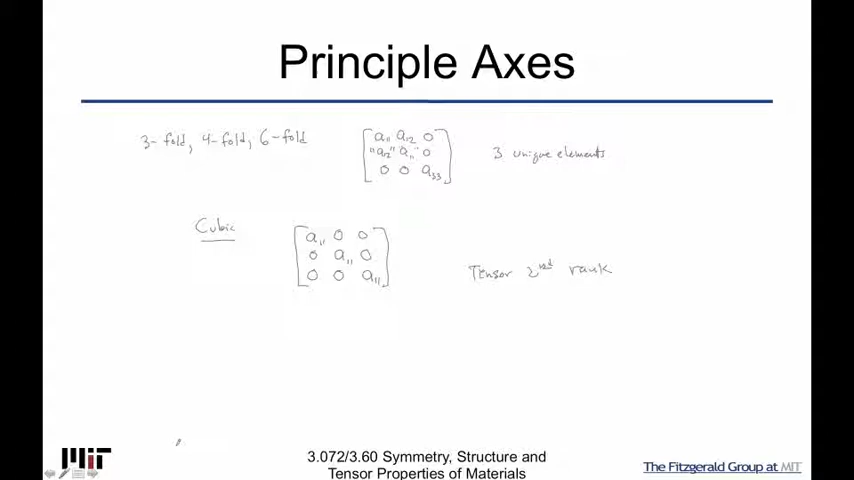 Principle Axes
3-fold, 4-fold, 6-fold
a11 a12 0
"a12" a11 0
0 0 a33
3 unique elements
Cubic
a11 0 0
0 a11 0
0 0 a11
Tensor 2nd rank
MIT
3.072/3.60 Symmetry, Structure and
Tensor Properties of Materials
The Fitzgerald Group at MIT